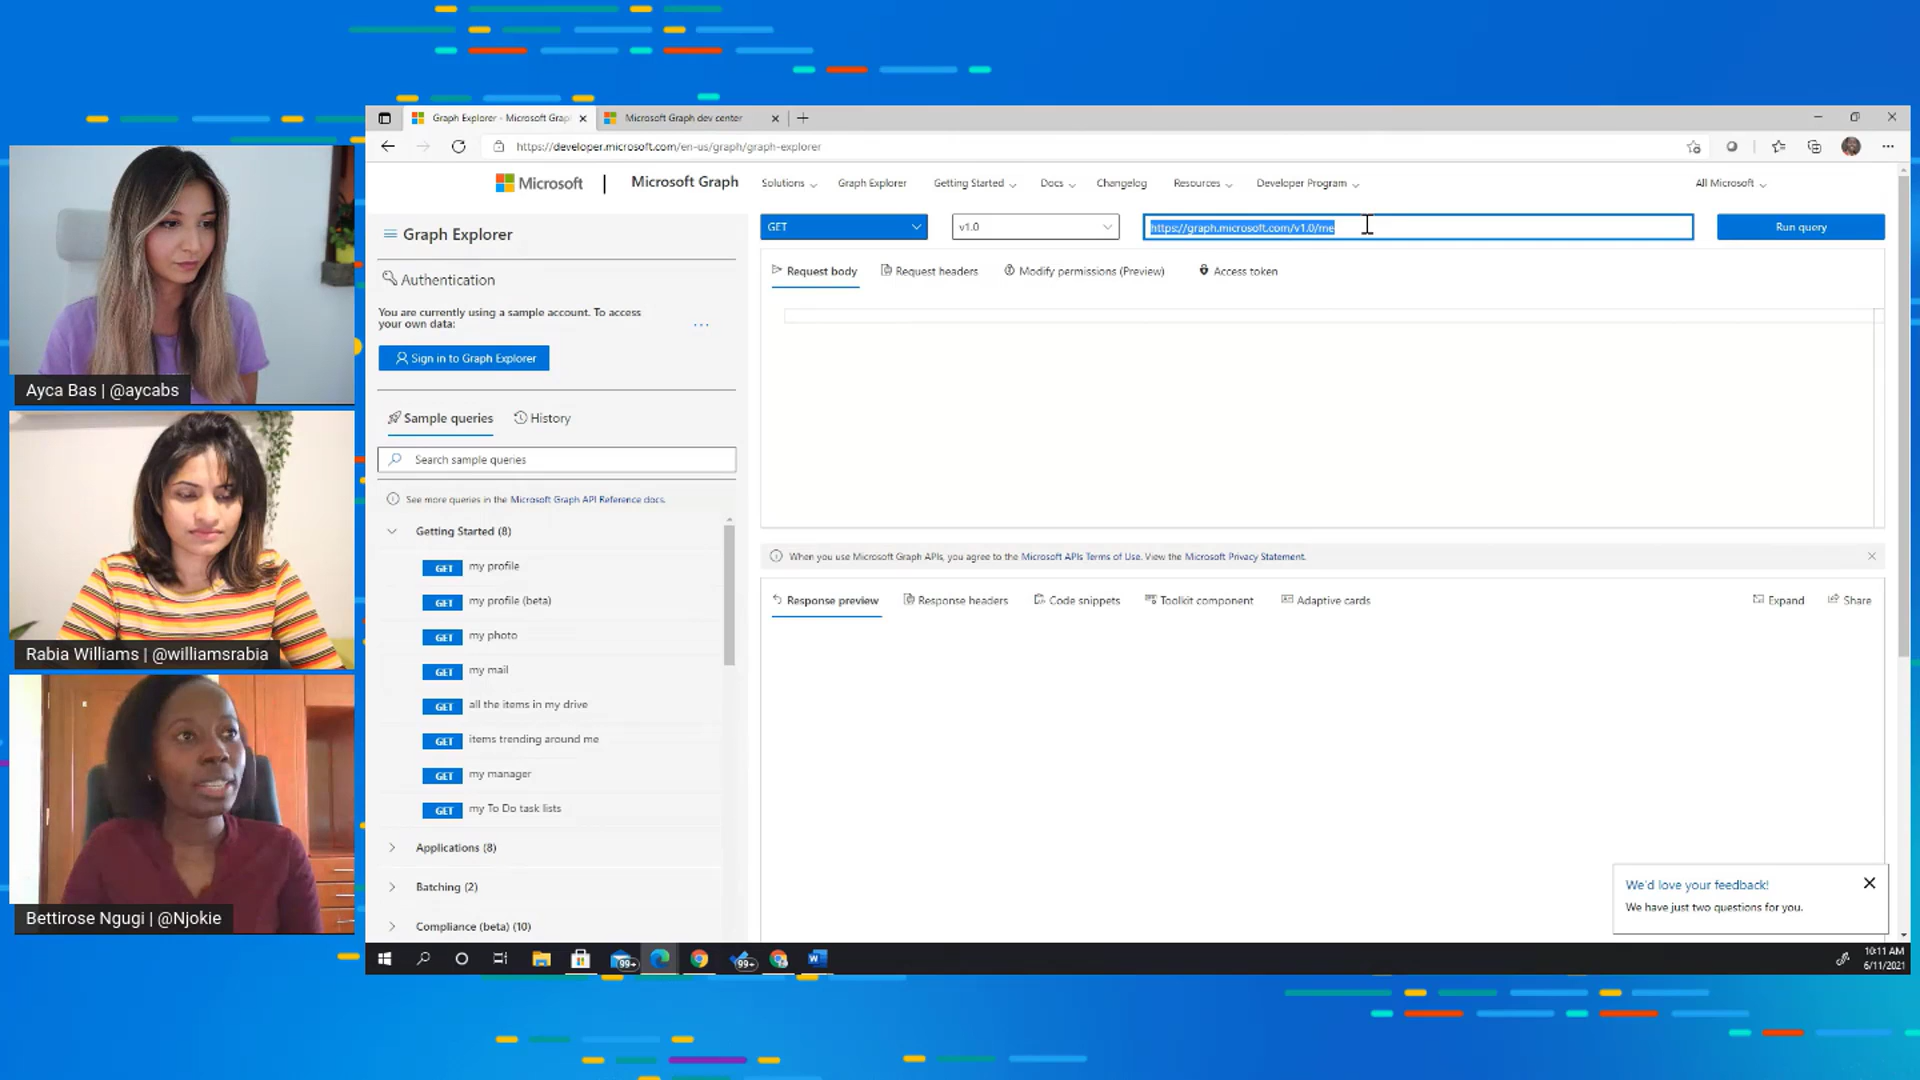 Graph Explorer - Microsoft Grap
Microsoft Graph dev center
https://developer.microsoft.com/en-us/graph/graph-explorer
Microsoft | Microsoft Graph
Solutions
Graph Explorer
Getting Started
Docs
Changelog
Resources
Developer Program
All Microsoft
Graph Explorer
GET
v1.0
https://graph.microsoft.com/v1.0/me
Run query
Authentication
Request body
Request headers
Modify permissions (Preview)
Access token
You are currently using a sample account. To access
your own data:
...
Sign in to Graph Explorer
Sample queries
History
Search sample queries
See more queries in the Microsoft Graph API Reference docs.
Getting Started (8)
GET my profile
GET my profile (beta)
GET my photo
GET my mail
GET all the items in my drive
GET items trending around me
GET my manager
GET my To Do task lists
Applications (8)
Batching (2)
Compliance (beta) (10)
When you use Microsoft Graph APIs, you agree to the Microsoft APIs Terms of Use. View the Microsoft Privacy Statement.
Response preview
Response headers
Code snippets
Toolkit component
Adaptive cards
Expand
Share
We'd love your feedback!
We have just two questions for you.
99+
99+
10:11 AM
6/11/2021
Ayca Bas | @aycabs
Rabia Williams | @williamsrabia
Bettirose Ngugi | @Njokie